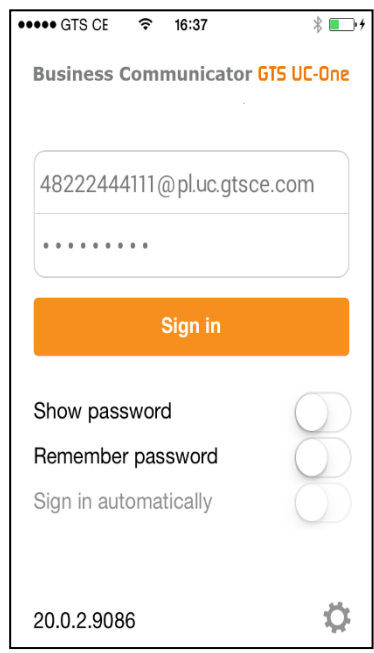 GTS CE 16:37
Business Communicator GTS UC-One
48222444111@pl.uc.gtsce.com
•••••••••
Sign in
Show password
Remember password
Sign in automatically
20.0.2.9086